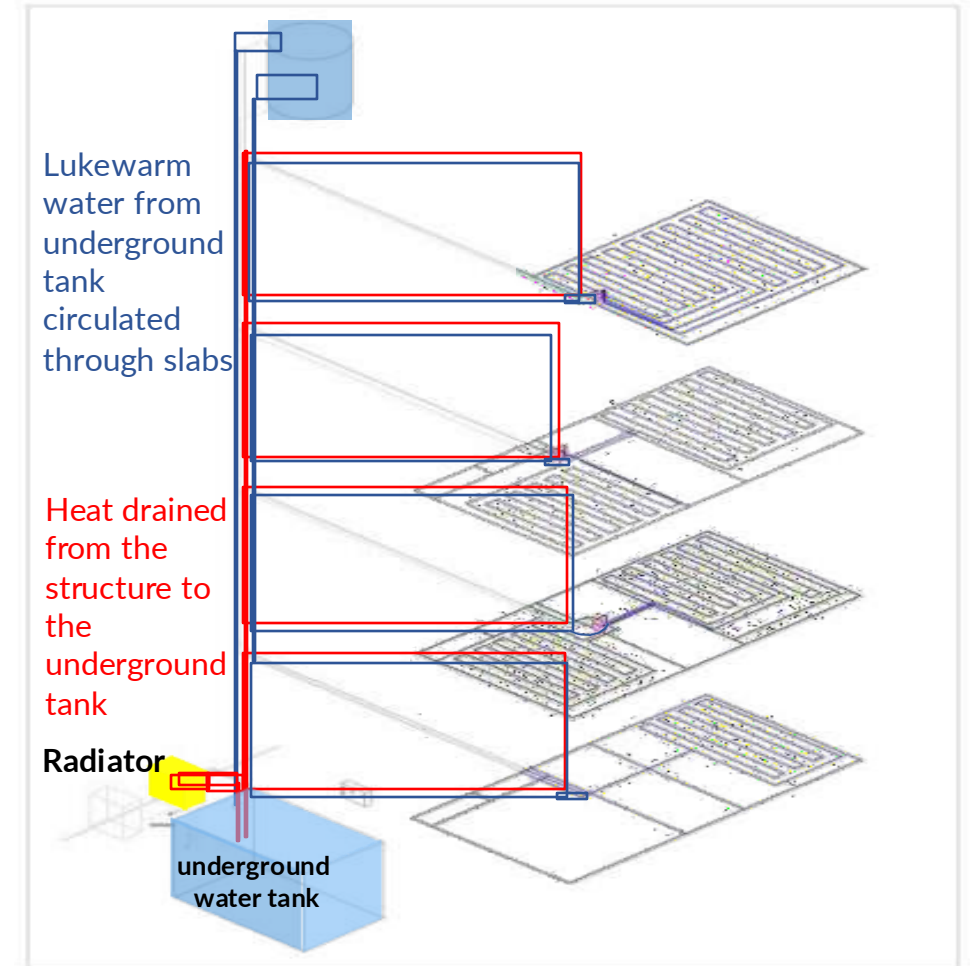 Lukewarm
water from
underground
tank
circulated
through slabs
Heat drained
from the
structure to
the
underground
tank
Radiator
underground
water tank